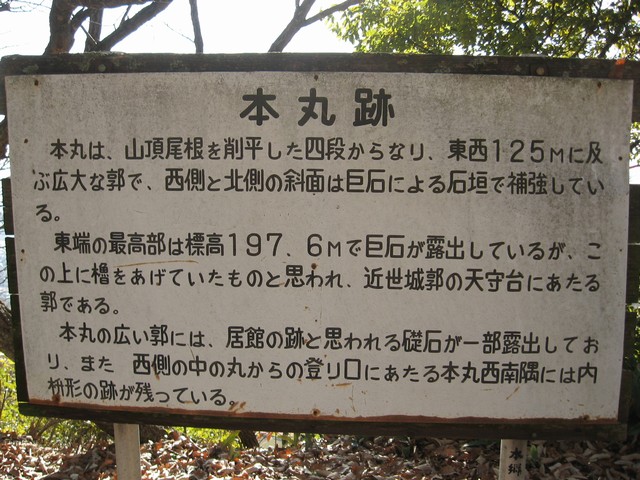 本丸跡
本丸は、山頂尾根を削平した四段からなり、東西１２５Ｍに及
ぶ広大な郭で、西側と北側の斜面は巨石による石垣で補強してい
る。
東端の最高部は標高１９７．６Ｍで巨石が露出しているが、こ
の上に櫓をあげていたものと思われ、近世城郭の天守台にあたる
郭である。
本丸の広い郭には、居館の跡と思われる礎石が一部露出してお
り、また　西側の中の丸からの登り口にあたる本丸西南隅には内
枡形の跡が残っている。
水郷